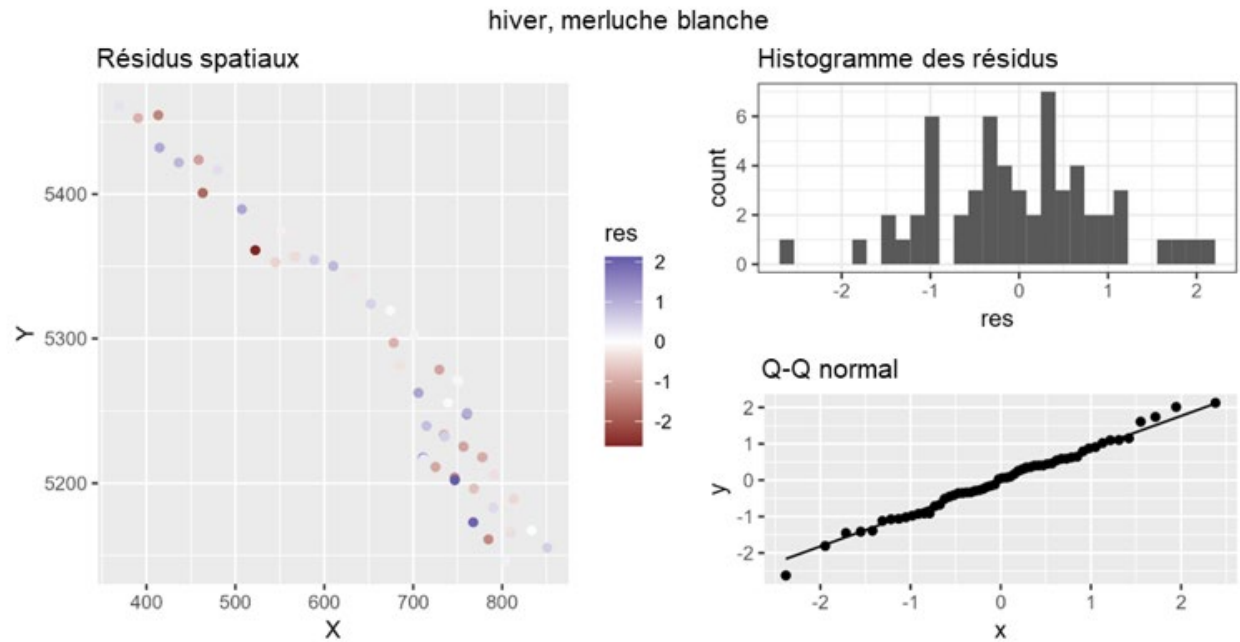 hiver, merluche blanche
Résidus spatiaux
Y
5400
5300
5200
400 500 600 700 800
X
res
2
1
0
-1
-2
Histogramme des résidus
count
6
4
2
0
-2 -1 0 1 2
res
Q-Q normal
y
2
1
0
-1
-2
-2 -1 0 1 2
x